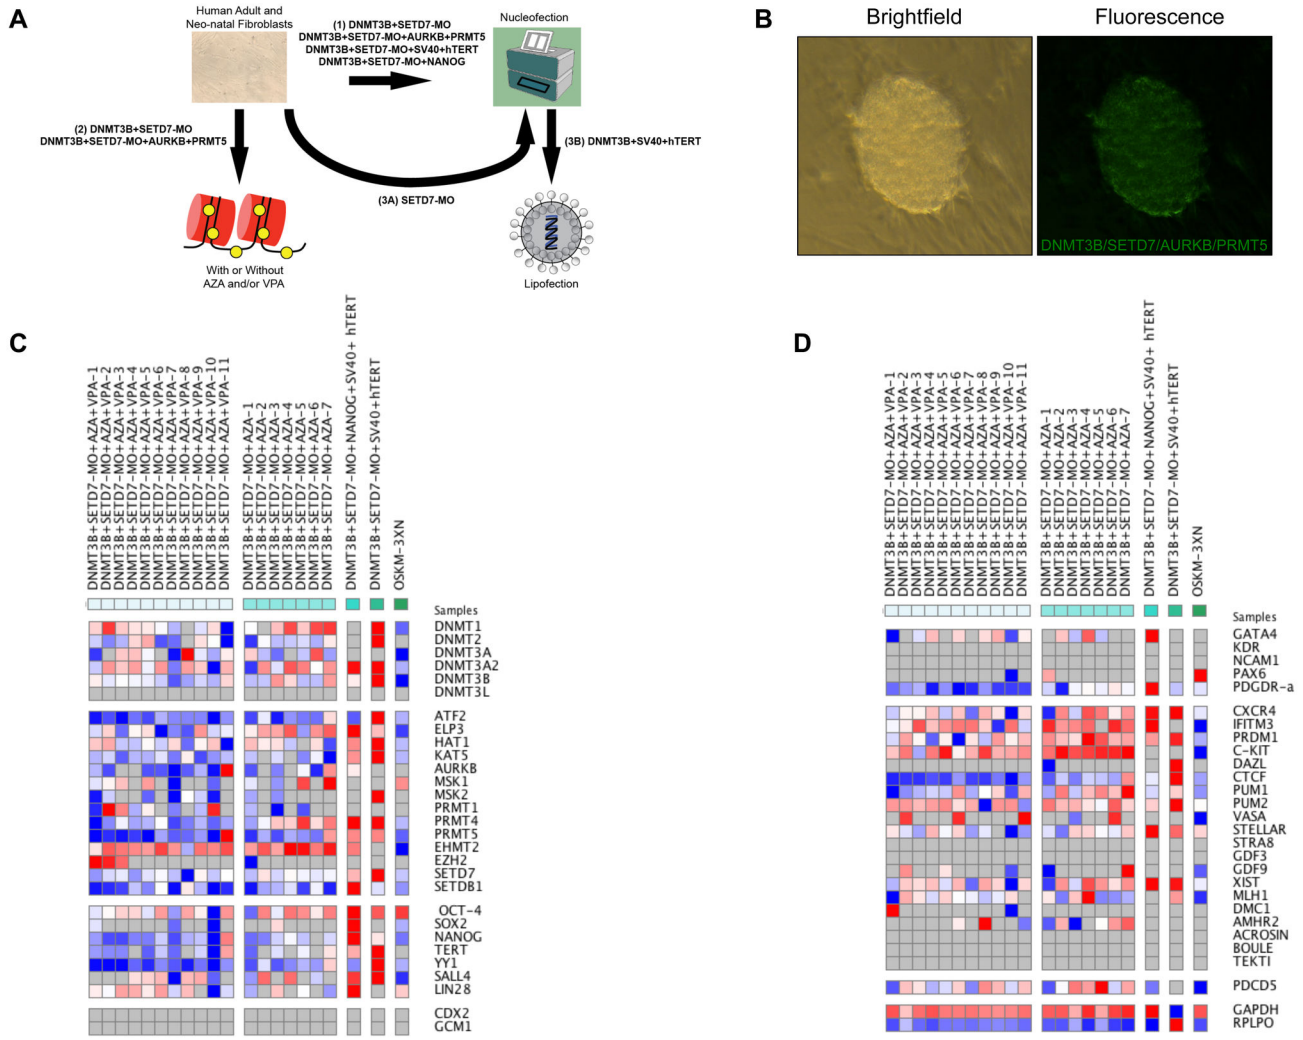 A
Human Adult and
Neo-natal Fibroblasts
(1) DNMT3B+SETD7-MO
DNMT3B+SETD7-MO+AURKB+PRMT5
DNMT3B+SETD7-MO+SV40+hTERT
DNMT3B+SETD7-MO+NANOG
Nucleofection
(2) DNMT3B+SETD7-MO
DNMT3B+SETD7-MO+AURKB+PRMT5
(3A) SETD7-MO
(3B) DNMT3B+SV40+hTERT
With or Without
AZA and/or VPA
Lipofection
B
Brightfield
Fluorescence
DNMT3B/SETD7/AURKB/PRMT5
C
DNMT3B+SETD7-MO+AZA+VPA-1
DNMT3B+SETD7-MO+AZA+VPA-2
DNMT3B+SETD7-MO+AZA+VPA-3
DNMT3B+SETD7-MO+AZA+VPA-4
DNMT3B+SETD7-MO+AZA+VPA-5
DNMT3B+SETD7-MO+AZA+VPA-6
DNMT3B+SETD7-MO+AZA+VPA-7
DNMT3B+SETD7-MO+AZA+VPA-8
DNMT3B+SETD7-MO+AZA+VPA-9
DNMT3B+SETD7-MO+AZA+VPA-10
DNMT3B+SETD7-MO+AZA+VPA-11
DNMT3B+SETD7-MO+AZA-1
DNMT3B+SETD7-MO+AZA-2
DNMT3B+SETD7-MO+AZA-3
DNMT3B+SETD7-MO+AZA-4
DNMT3B+SETD7-MO+AZA-5
DNMT3B+SETD7-MO+AZA-6
DNMT3B+SETD7-MO+AZA-7
DNMT3B+SETD7-MO+NANOG+SV40+ hTERT
DNMT3B+SETD7-MO+SV40+hTERT
OSKM-3XN
Samples
DNMT1
DNMT2
DNMT3A
DNMT3A2
DNMT3B
DNMT3L
ATF2
ELP3
HAT1
KAT5
AURKB
MSK1
MSK2
PRMT1
PRMT4
PRMT5
EHMT2
EZH2
SETD7
SETDB1
OCT-4
SOX2
NANOG
TERT
YY1
SALL4
LIN28
CDX2
GCM1
D
DNMT3B+SETD7-MO+AZA+VPA-1
DNMT3B+SETD7-MO+AZA+VPA-2
DNMT3B+SETD7-MO+AZA+VPA-3
DNMT3B+SETD7-MO+AZA+VPA-4
DNMT3B+SETD7-MO+AZA+VPA-5
DNMT3B+SETD7-MO+AZA+VPA-6
DNMT3B+SETD7-MO+AZA+VPA-7
DNMT3B+SETD7-MO+AZA+VPA-8
DNMT3B+SETD7-MO+AZA+VPA-9
DNMT3B+SETD7-MO+AZA+VPA-10
DNMT3B+SETD7-MO+AZA+VPA-11
DNMT3B+SETD7-MO+AZA-1
DNMT3B+SETD7-MO+AZA-2
DNMT3B+SETD7-MO+AZA-3
DNMT3B+SETD7-MO+AZA-4
DNMT3B+SETD7-MO+AZA-5
DNMT3B+SETD7-MO+AZA-6
DNMT3B+SETD7-MO+AZA-7
DNMT3B+SETD7-MO+NANOG+SV40+ hTERT
DNMT3B+SETD7-MO+SV40+hTERT
OSKM-3XN
Samples
GATA4
KDR
NCAM1
PAX6
PDGDR-a
CXCR4
IFITM3
PRDM1
C-KIT
DAZL
CTCF
PUM1
PUM2
VASA
STELLAR
STRA8
GDF3
GDF9
XIST
MLH1
DMC1
AMHR2
ACROSIN
BOULE
TEKTI
PDCD5
GAPDH
RPLPO